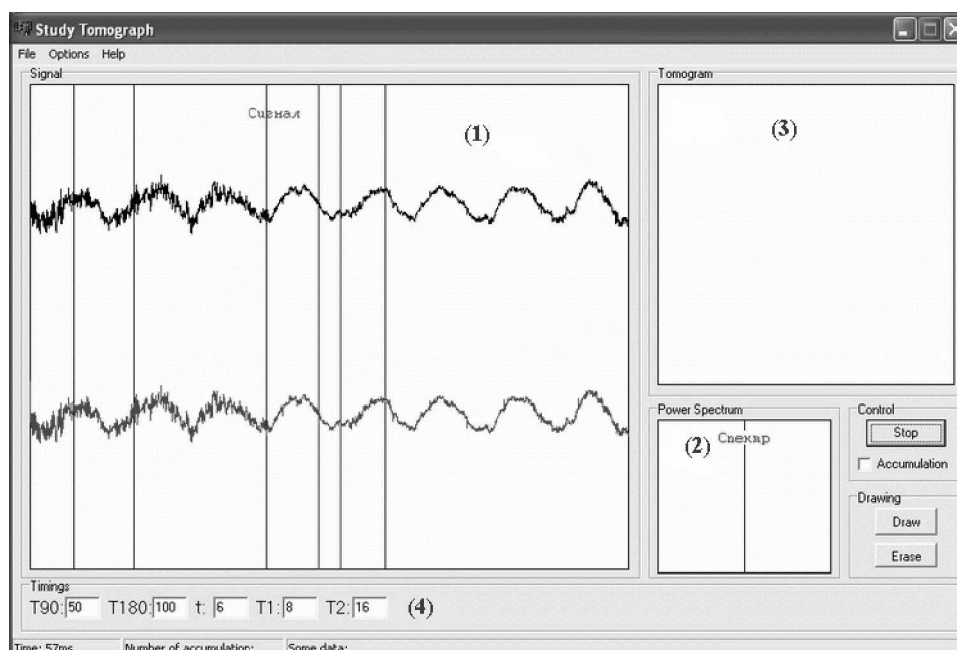 Study Tomograph
File Options Help
Signal
Сигнал
(1)
Tomogram
(3)
Power Spectrum
(2)
Спектр
Control
Stop
Accumulation
Drawing
Draw
Erase
Timings
T90: 50 T180: 100 t: 6 T1: 8 T2: 16 (4)
Time: 57ms Number of accumulation: Some data: